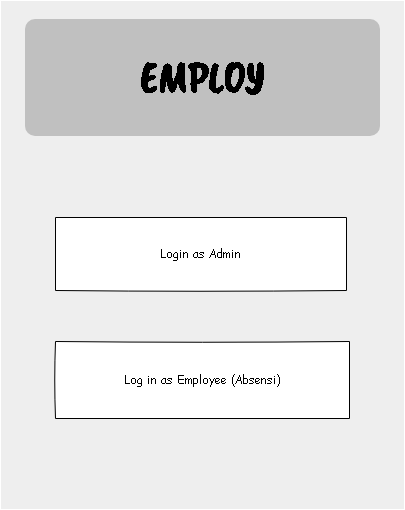 EMPLOY
Login as Admin
Log in as Employee (Absensi)